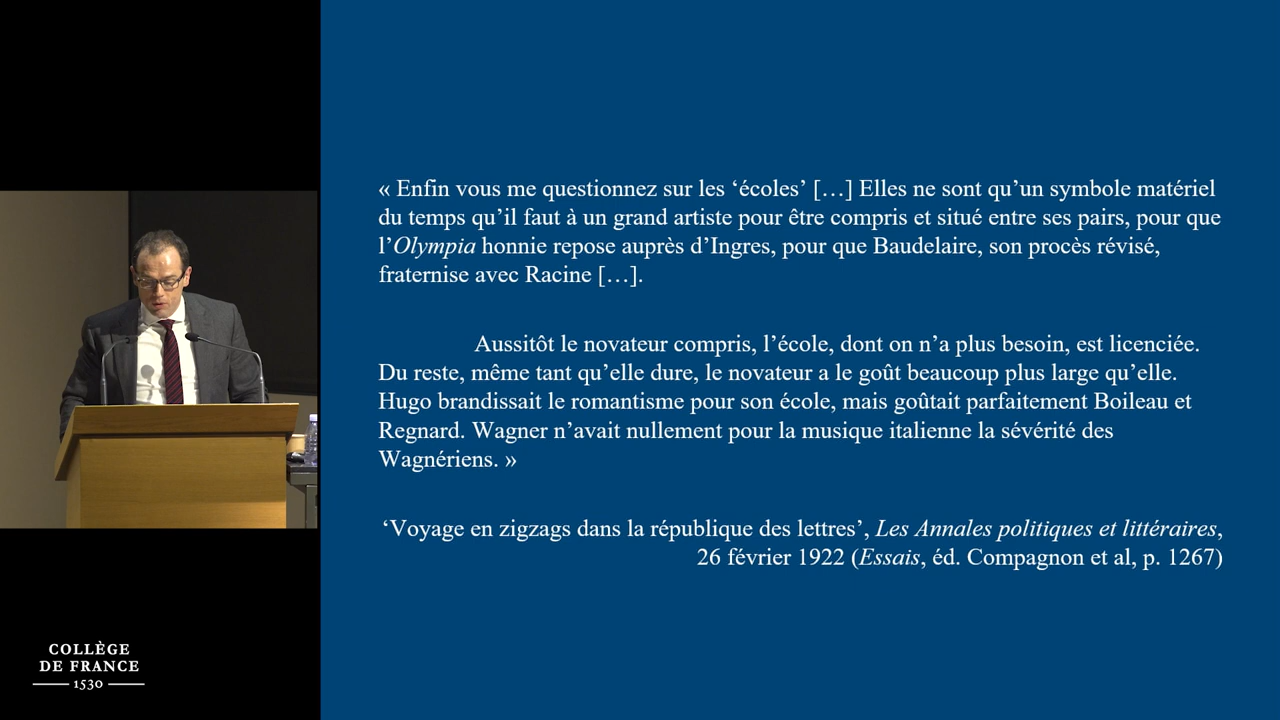 « Enfin vous me questionnez sur les ‘écoles’ […] Elles ne sont qu’un symbole matériel
du temps qu’il faut à un grand artiste pour être compris et situé entre ses pairs, pour que
l’Olympia honnie repose auprès d’Ingres, pour que Baudelaire, son procès révisé,
fraternise avec Racine […].
Aussitôt le novateur compris, l’école, dont on n’a plus besoin, est licenciée.
Du reste, même tant qu’elle dure, le novateur a le goût beaucoup plus large qu’elle.
Hugo brandissait le romantisme pour son école, mais goûtait parfaitement Boileau et
Regnard. Wagner n’avait nullement pour la musique italienne la sévérité des
Wagnériens. »
‘Voyage en zigzags dans la république des lettres’, Les Annales politiques et littéraires,
26 février 1922 (Essais, éd. Compagnon et al, p. 1267)
COLLÈGE
DE FRANCE
1530